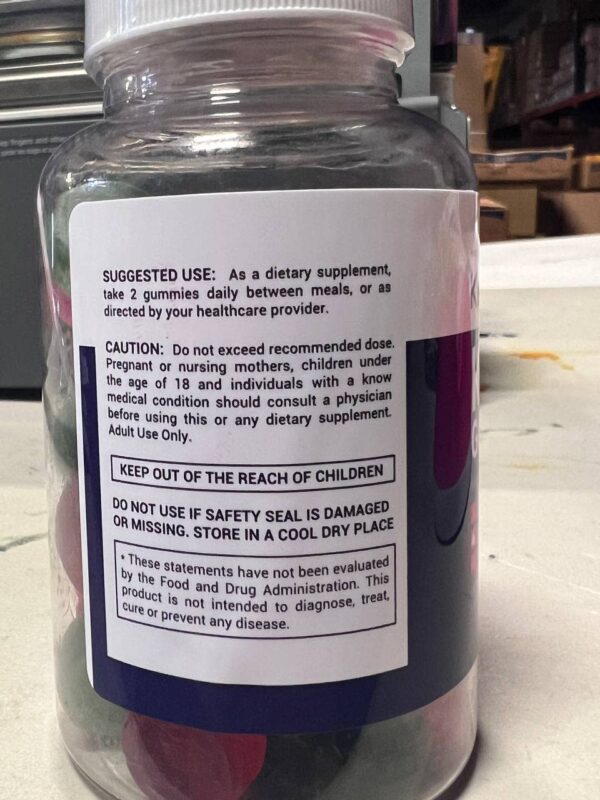 SUGGESTED USE: As a dietary supplement,
take 2 gummies daily between meals, or as
directed by your healthcare provider.
CAUTION: Do not exceed recommended dose.
Pregnant or nursing mothers, children under
the age of 18 and individuals with a know
medical condition should consult a physician
before using this or any dietary supplement.
Adult Use Only.
KEEP OUT OF THE REACH OF CHILDREN
DO NOT USE IF SAFETY SEAL IS DAMAGED
OR MISSING. STORE IN A COOL DRY PLACE
* These statements have not been evaluated
by the Food and Drug Administration. This
product is not intended to diagnose, treat,
cure or prevent any disease.